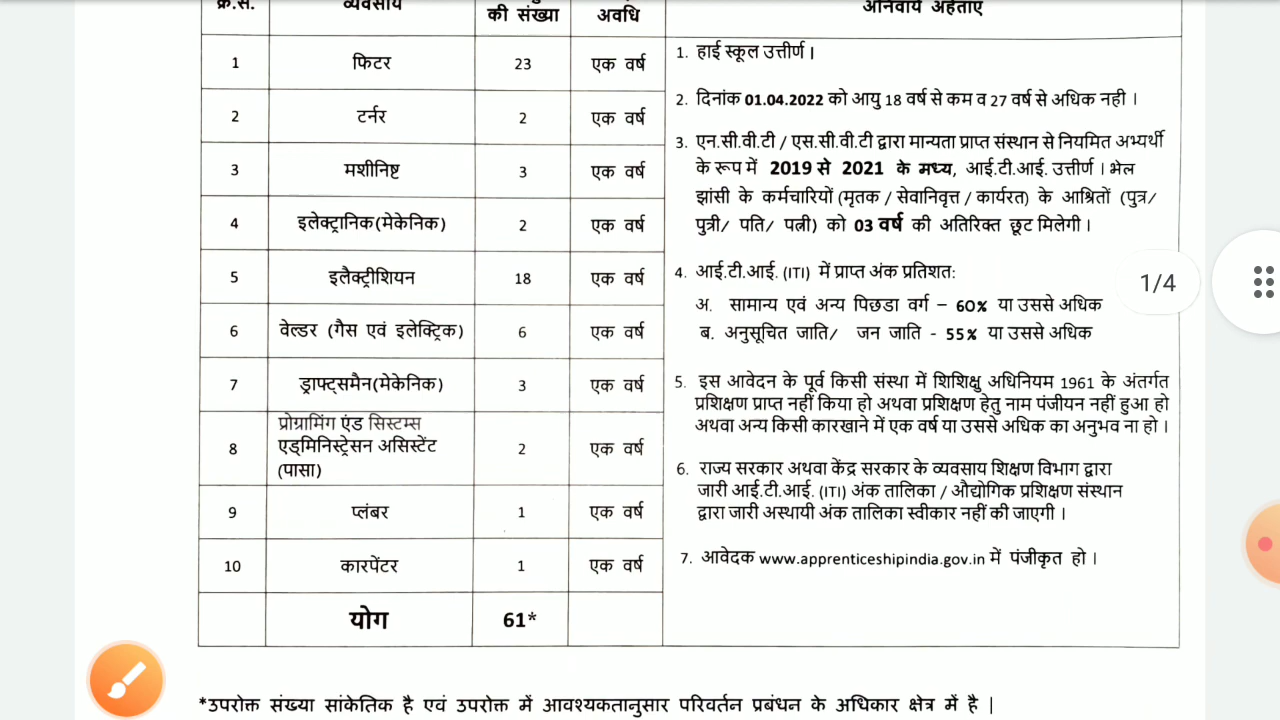 क्र.स.
व्यवसाय
की संख्या
अवधि
अनिवार्य अर्हताएं
1 फिटर 23 एक वर्ष
2 टर्नर 2 एक वर्ष
3 मशीनिष्ट 3 एक वर्ष
4 इलेक्ट्रानिक(मेकेनिक) 2 एक वर्ष
5 इलैक्ट्रीशियन 18 एक वर्ष
6 वेल्डर (गैस एवं इलेक्ट्रिक) 6 एक वर्ष
7 ड्राफ्ट्समैन(मेकेनिक) 3 एक वर्ष
प्रोग्रामिंग एंड सिस्टम्स
8 एड्मिनिस्ट्रेसन असिस्टेंट 2 एक वर्ष
(पासा)
9 प्लंबर 1 एक वर्ष
10 कारपेंटर 1 एक वर्ष
योग 61*
1. हाई स्कूल उत्तीर्ण ।
2. दिनांक 01.04.2022 को आयु 18 वर्ष से कम व 27 वर्ष से अधिक नही ।
3. एन.सी.वी.टी / एस.सी.वी.टी द्वारा मान्यता प्राप्त संस्थान से नियमित अभ्यर्थी
के रूप में 2019 से 2021 के मध्य, आई.टी.आई. उत्तीर्ण । भेल
झांसी के कर्मचारियों (मृतक / सेवानिवृत्त / कार्यरत) के आश्रितों (पुत्र/
पुत्री/ पति/ पत्नी) को 03 वर्ष की अतिरिक्त छूट मिलेगी ।
4. आई.टी.आई. (ITI) में प्राप्त अंक प्रतिशत:
अ. सामान्य एवं अन्य पिछडा वर्ग – 60% या उससे अधिक
ब. अनुसूचित जाति/ जन जाति - 55% या उससे अधिक
5. इस आवेदन के पूर्व किसी संस्था में शिशिक्षु अधिनियम 1961 के अंतर्गत
प्रशिक्षण प्राप्त नहीं किया हो अथवा प्रशिक्षण हेतु नाम पंजीयन नहीं हुआ हो
अथवा अन्य किसी कारखाने में एक वर्ष या उससे अधिक का अनुभव ना हो ।
6. राज्य सरकार अथवा केंद्र सरकार के व्यवसाय शिक्षण विभाग द्वारा
जारी आई.टी.आई. (ITI) अंक तालिका / औद्योगिक प्रशिक्षण संस्थान
द्वारा जारी अस्थायी अंक तालिका स्वीकार नहीं की जाएगी ।
7. आवेदक www.apprenticeshipindia.gov.in में पंजीकृत हो ।
1/4
*उपरोक्त संख्या सांकेतिक है एवं उपरोक्त में आवश्यकतानुसार परिवर्तन प्रबंधन के अधिकार क्षेत्र में है |